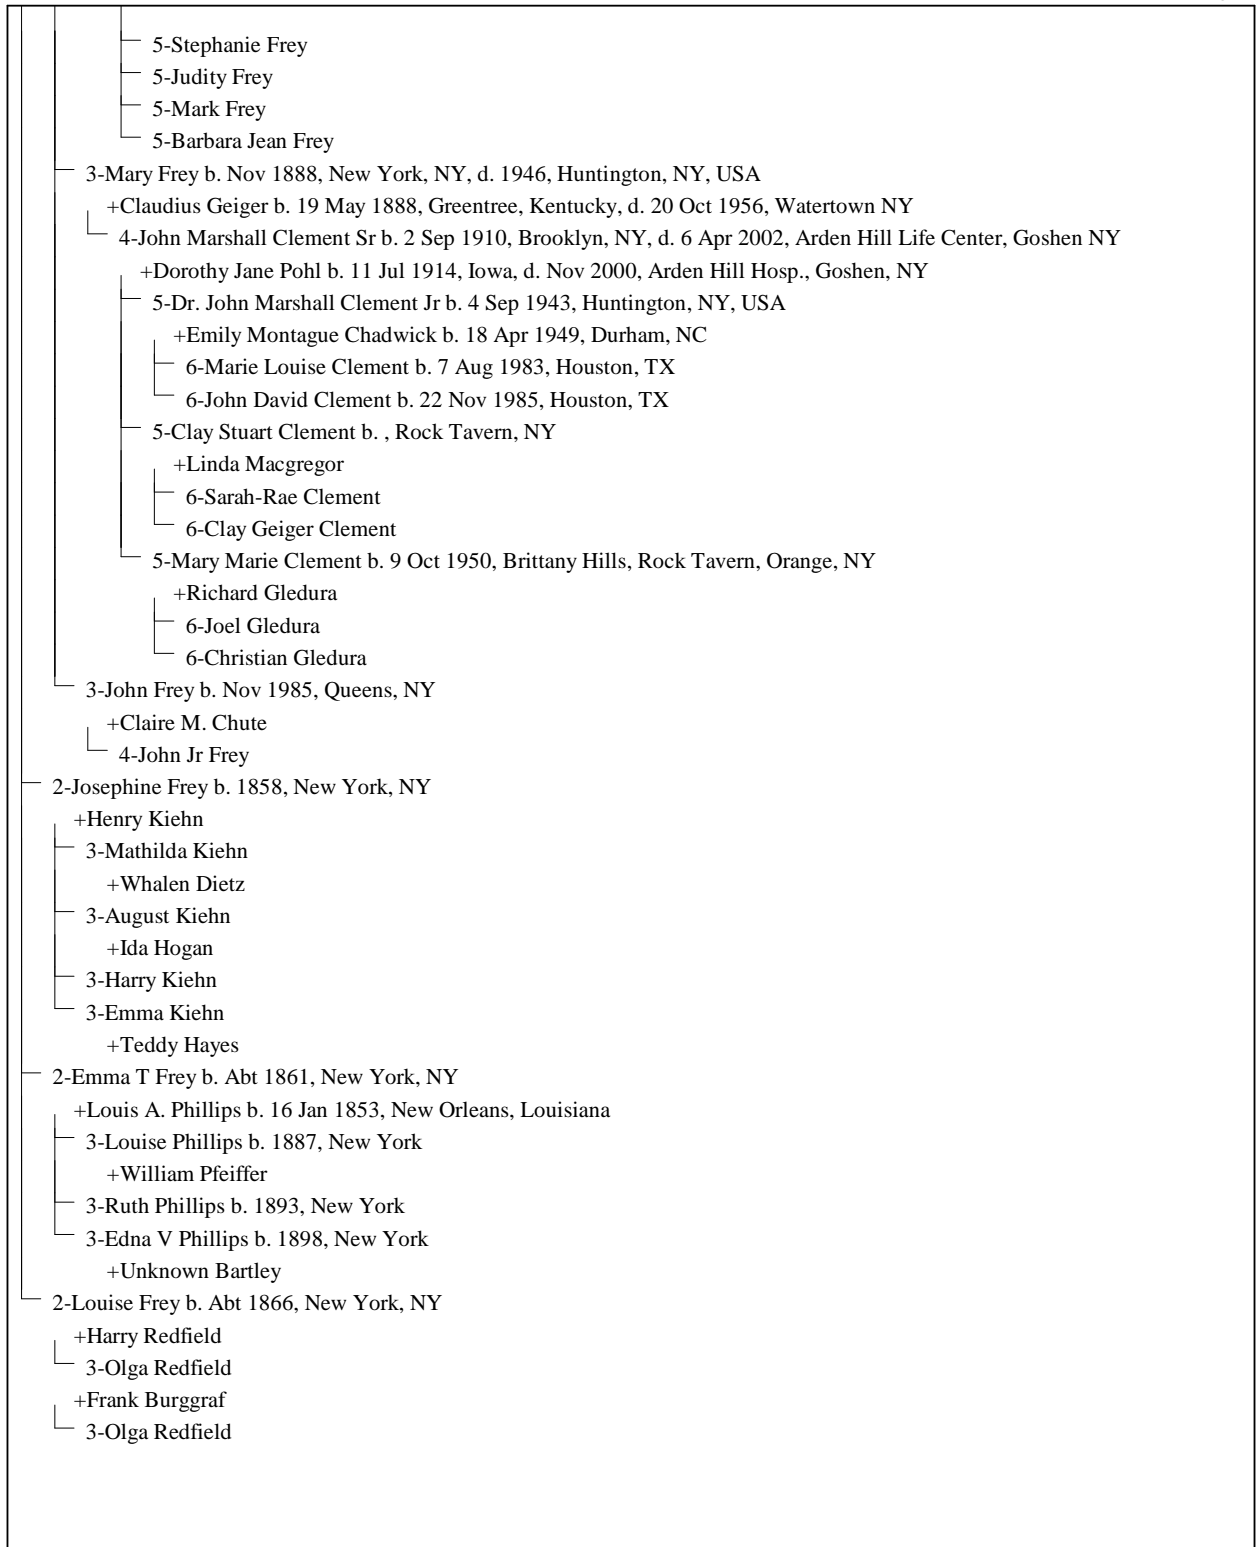 5-Stephanie Frey
5-Judity Frey
5-Mark Frey
5-Barbara Jean Frey
3-Mary Frey b. Nov 1888, New York, NY, d. 1946, Huntington, NY, USA
+Claudius Geiger b. 19 May 1888, Greentree, Kentucky, d. 20 Oct 1956, Watertown NY
4-John Marshall Clement Sr b. 2 Sep 1910, Brooklyn, NY, d. 6 Apr 2002, Arden Hill Life Center, Goshen NY
+Dorothy Jane Pohl b. 11 Jul 1914, Iowa, d. Nov 2000, Arden Hill Hosp., Goshen, NY
5-Dr. John Marshall Clement Jr b. 4 Sep 1943, Huntington, NY, USA
+Emily Montague Chadwick b. 18 Apr 1949, Durham, NC
6-Marie Louise Clement b. 7 Aug 1983, Houston, TX
6-John David Clement b. 22 Nov 1985, Houston, TX
5-Clay Stuart Clement b. , Rock Tavern, NY
+Linda Macgregor
6-Sarah-Rae Clement
6-Clay Geiger Clement
5-Mary Marie Clement b. 9 Oct 1950, Brittany Hills, Rock Tavern, Orange, NY
+Richard Gledura
6-Joel Gledura
6-Christian Gledura
3-John Frey b. Nov 1985, Queens, NY
+Claire M. Chute
4-John Jr Frey
2-Josephine Frey b. 1858, New York, NY
+Henry Kiehn
3-Mathilda Kiehn
+Whalen Dietz
3-August Kiehn
+Ida Hogan
3-Harry Kiehn
3-Emma Kiehn
+Teddy Hayes
2-Emma T Frey b. Abt 1861, New York, NY
+Louis A. Phillips b. 16 Jan 1853, New Orleans, Louisiana
3-Louise Phillips b. 1887, New York
+William Pfeiffer
3-Ruth Phillips b. 1893, New York
3-Edna V Phillips b. 1898, New York
+Unknown Bartley
2-Louise Frey b. Abt 1866, New York, NY
+Harry Redfield
3-Olga Redfield
+Frank Burggraf
3-Olga Redfield